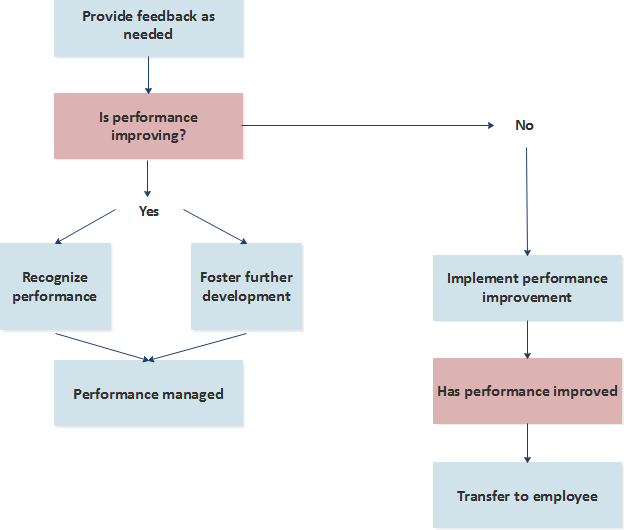 Provide feedback as
needed
Is performance
improving?
No
Yes
Recognize
performance
Foster further
development
Implement performance
improvement
Performance managed
Has performance improved
Transfer to employee